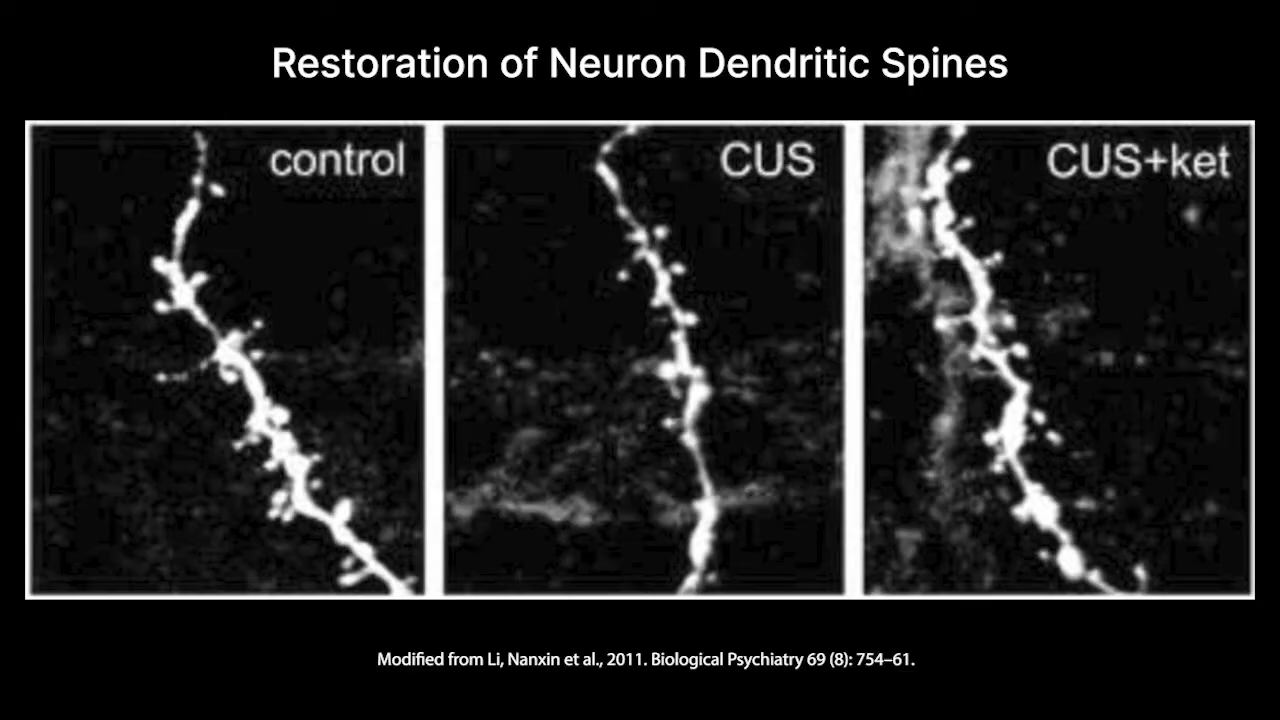 Restoration of Neuron Dendritic Spines
control
CUS
CUS+ket
Modified from Li, Nanxin et al., 2011. Biological Psychiatry 69 (8): 754–61.